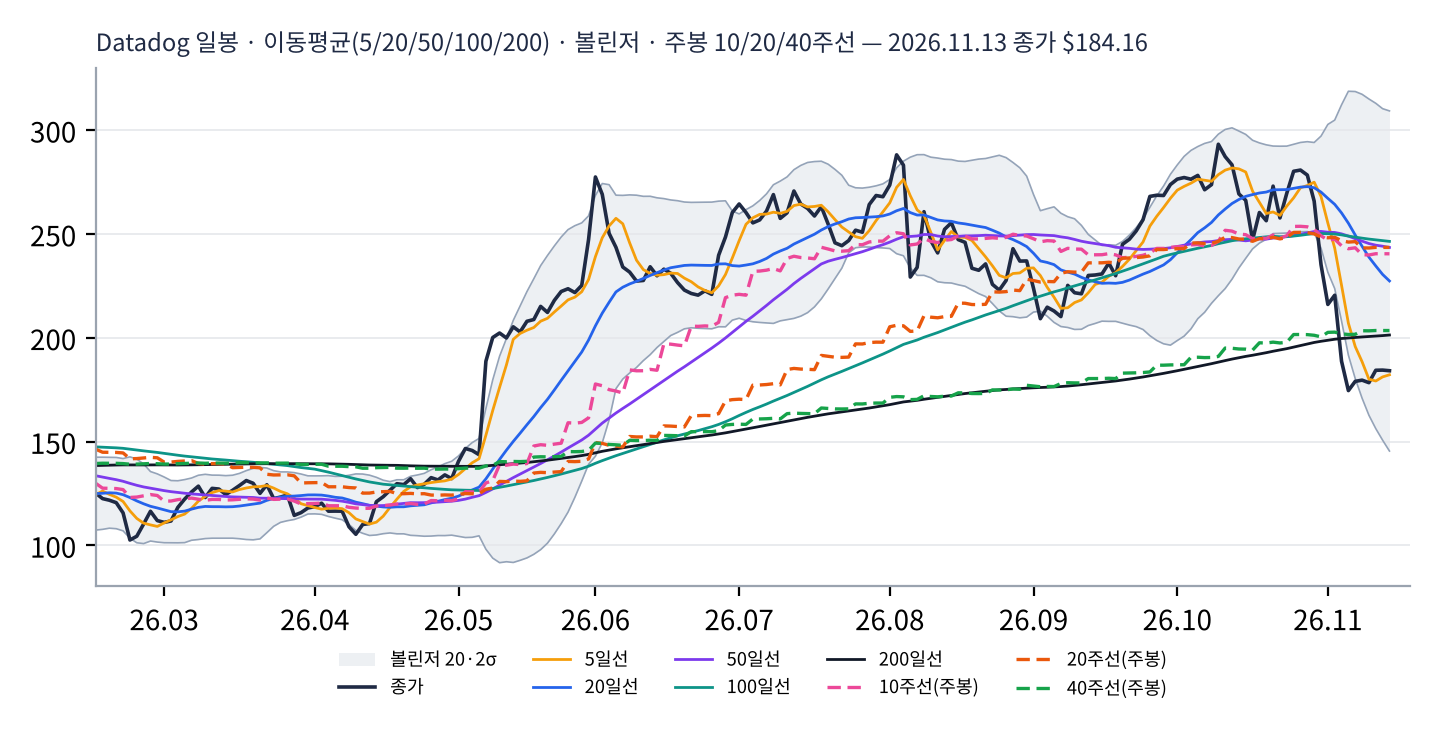 Datadog 일봉 · 이동평균(5/20/50/100/200) · 볼린저 · 주봉 10/20/40주선 — 2026.11.13 종가 $184.16
300
250
200
150
100
26.03 26.04 26.05 26.06 26.07 26.08 26.09 26.10 26.11
볼린저 20·2σ 5일선 50일선 200일선 20주선(주봉)
종가 20일선 100일선 10주선(주봉) 40주선(주봉)